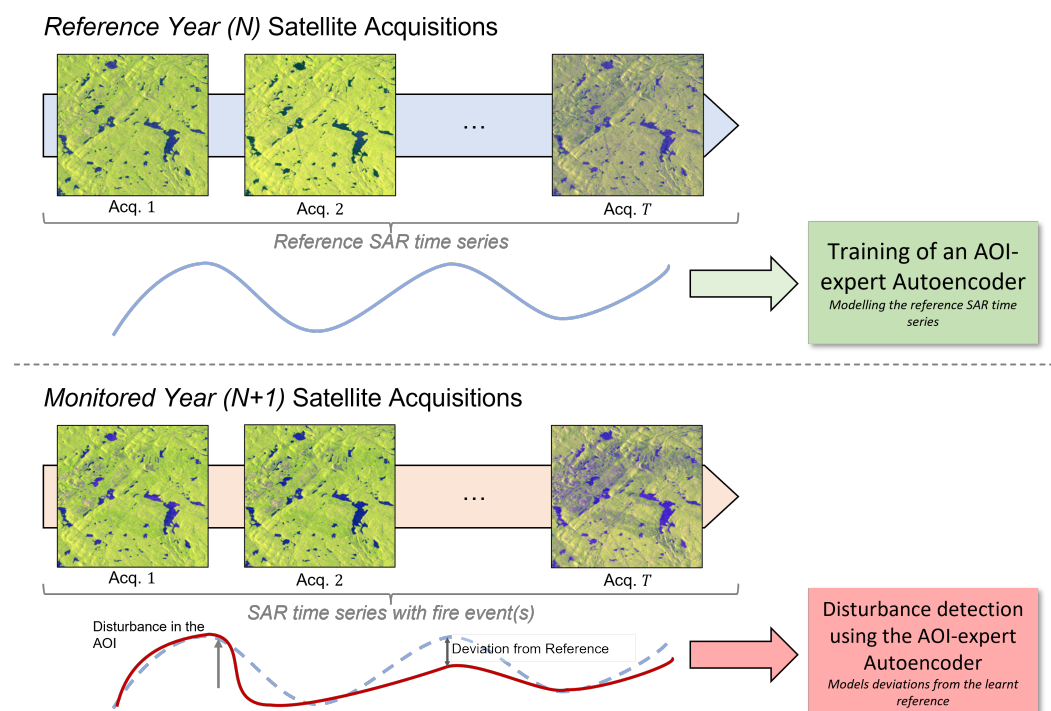 Reference Year (N) Satellite Acquisitions
...
Acq. 1
Acq. 2
Acq. T
Reference SAR time series
Training of an AOI-
expert Autoencoder
Modelling the reference SAR time
series
Monitored Year (N+1) Satellite Acquisitions
...
Acq. 1
Acq. 2
Acq. T
SAR time series with fire event(s)
Disturbance in the
AOI
Deviation from Reference
Disturbance detection
using the AOI-expert
Autoencoder
Models deviations from the learnt
reference